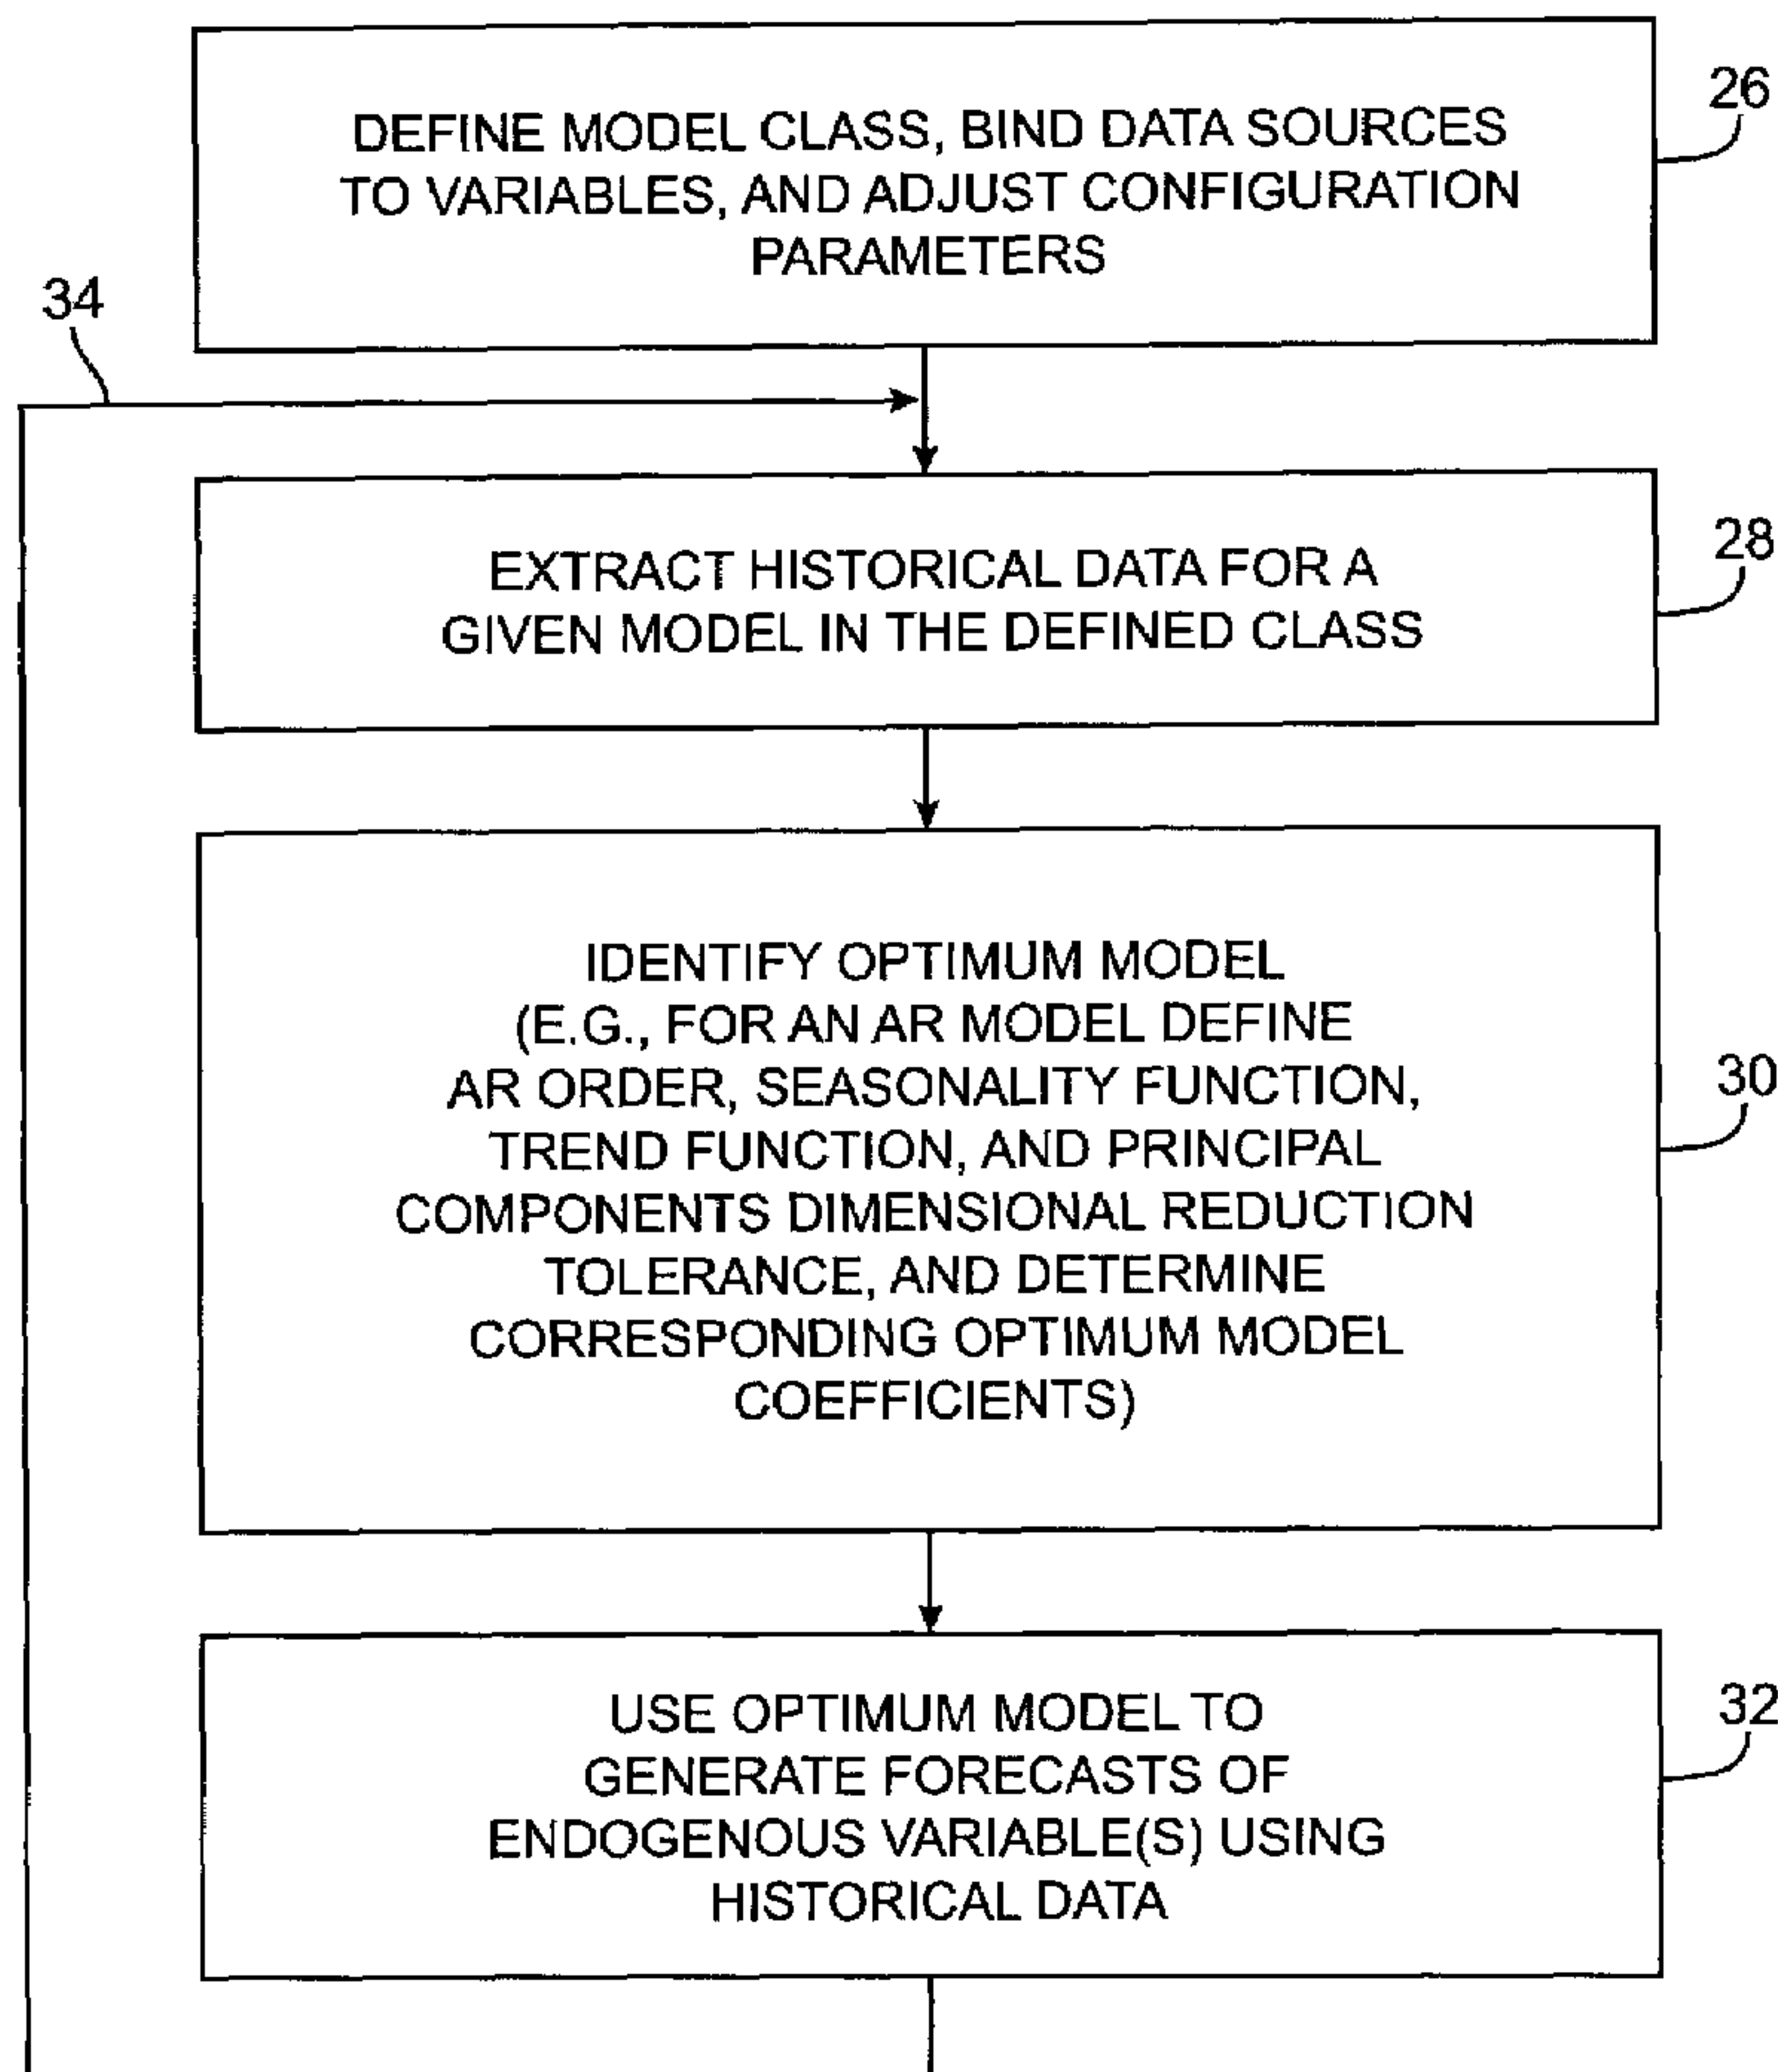 DEFINE MODEL CLASS, BIND DATA SOURCES
TO VARIABLES, AND ADJUST CONFIGURATION
PARAMETERS
26
34
EXTRACT HISTORICAL DATA FOR A
GIVEN MODEL IN THE DEFINED CLASS
28
IDENTIFY OPTIMUM MODEL
(E.G., FOR AN AR MODEL DEFINE
AR ORDER, SEASONALITY FUNCTION,
TREND FUNCTION, AND PRINCIPAL
COMPONENTS DIMENSIONAL REDUCTION
TOLERANCE, AND DETERMINE
CORRESPONDING OPTIMUM MODEL
COEFFICIENTS)
30
USE OPTIMUM MODEL TO
GENERATE FORECASTS OF
ENDOGENOUS VARIABLE(S) USING
HISTORICAL DATA
32